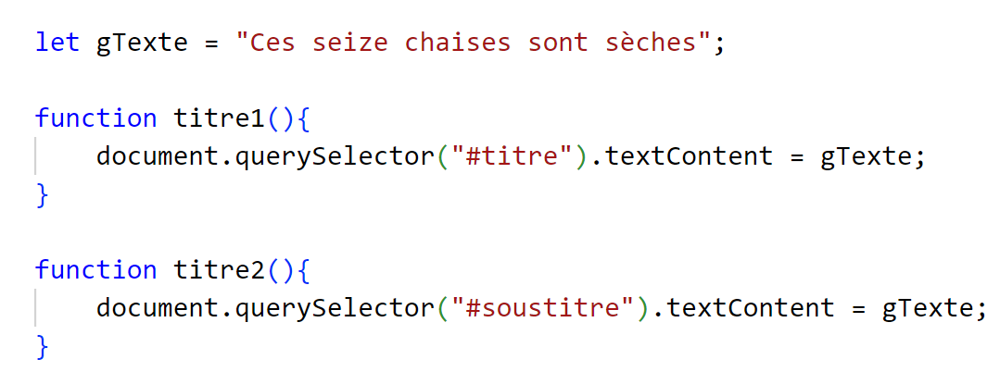 let gTexte = "Ces seize chaises sont sèches";
function titre1(){
    document.querySelector("#titre").textContent = gTexte;
}
function titre2(){
    document.querySelector("#soustitre").textContent = gTexte;
}